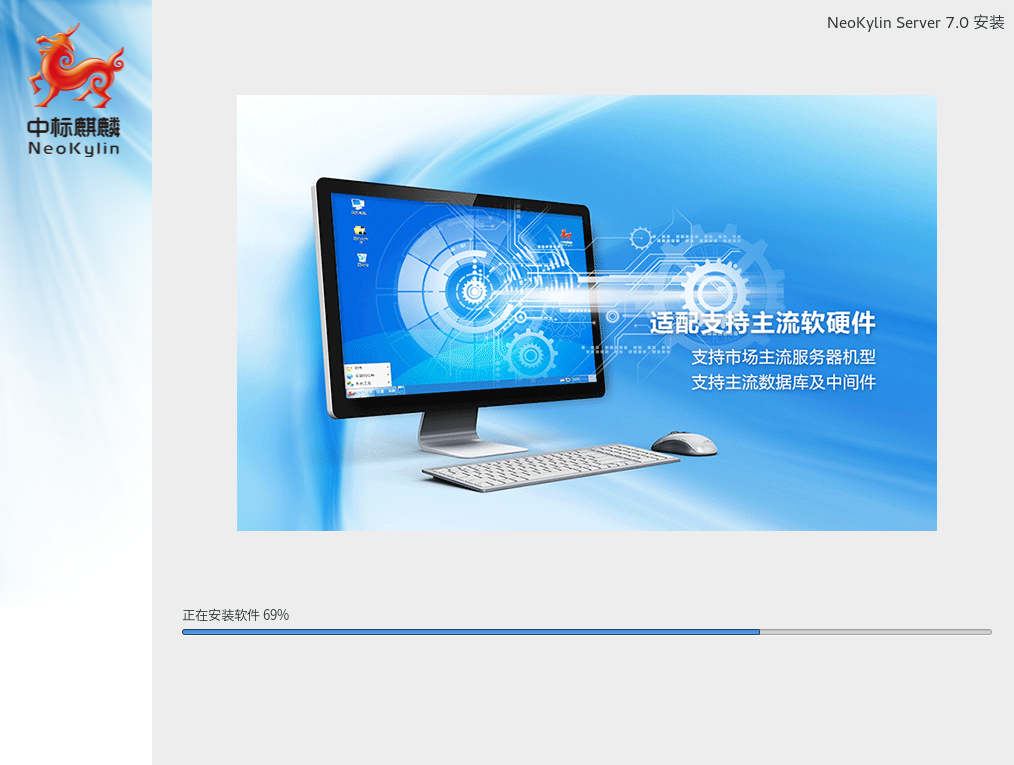 NeoKylin Server 7.0 安装
中标麒麟
NeoKylin
适配支持主流软硬件
支持市场主流服务器机型
支持主流数据库及中间件
正在安装软件 69%